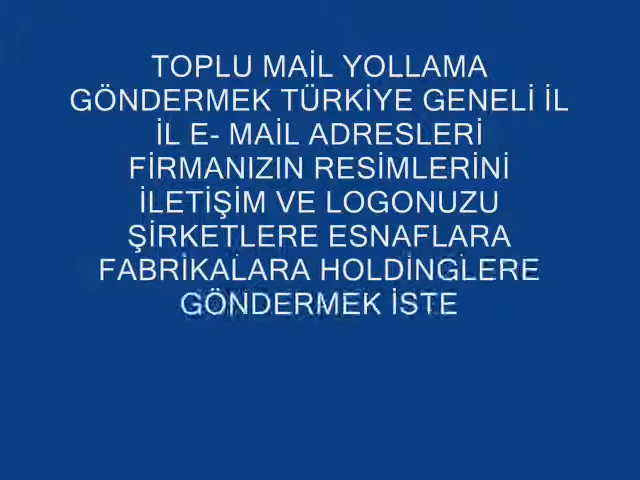 TOPLU MAİL YOLLAMA
GÖNDERMEK TÜRKİYE GENELİ İL
İL E- MAİL ADRESLERİ
FİRMANIZIN RESİMLERİNİ
İLETİŞİM VE LOGONUZU
ŞİRKETLERE ESNAFLARA
FABRİKALARA HOLDİNGLERE
GÖNDERMEK İSTE